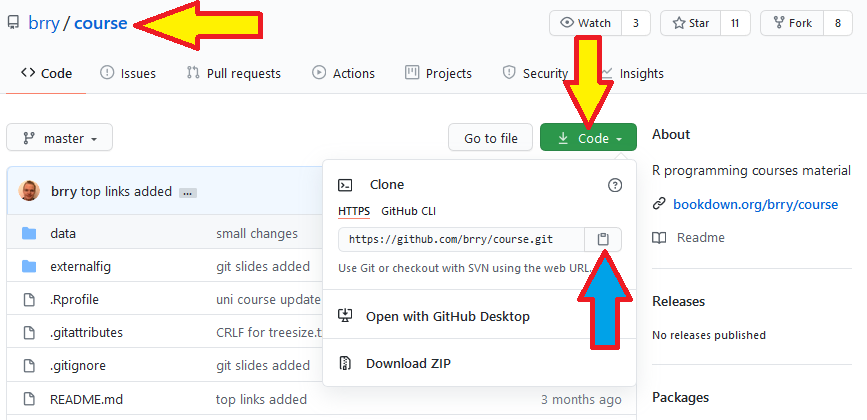 brry / course
Watch 3 Star 11 Fork 8
Code Issues Pull requests Actions Projects Security Insights
master Go to file Code About
R programming courses material
bookdown.org/brry/course
Readme
Releases
No releases published
Packages
brry top links added ...
data small changes
externalfig git slides added
.Rprofile uni course update
.gitattributes CRLF for treesize.
.gitignore git slides added
README.md top links added 3 months ago
Clone
HTTPS GitHub CLI
https://github.com/brry/course.git
Use Git or checkout with SVN using the web URL.
Open with GitHub Desktop
Download ZIP